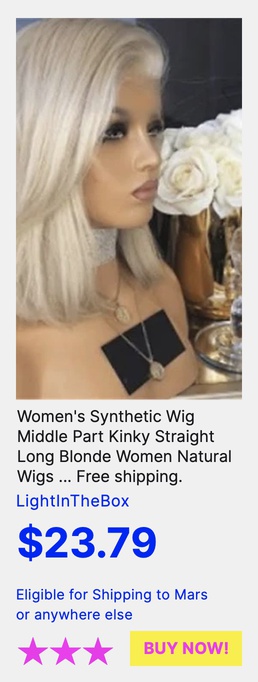 Women's Synthetic Wig
Middle Part Kinky Straight
Long Blonde Women Natural
Wigs ... Free shipping.
LightInTheBox
$23.79
Eligible for Shipping to Mars
or anywhere else
BUY NOW!